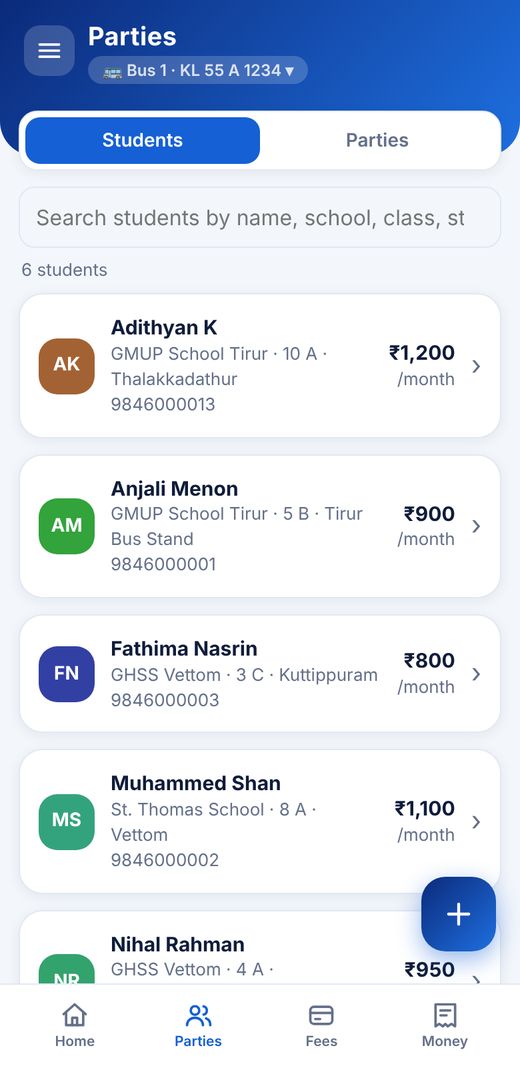 Parties
Bus 1 · KL 55 A 1234 ▾
Students
Parties
Search students by name, school, class, st
6 students
AK
Adithyan K
GMUP School Tirur · 10 A ·
Thalakkadathur
9846000013
₹1,200
/month
AM
Anjali Menon
GMUP School Tirur · 5 B · Tirur
Bus Stand
9846000001
₹900
/month
FN
Fathima Nasrin
GHSS Vettom · 3 C · Kuttippuram
9846000003
₹800
/month
MS
Muhammed Shan
St. Thomas School · 8 A ·
Vettom
9846000002
₹1,100
/month
NR
Nihal Rahman
GHSS Vettom · 4 A ·
₹950
Home
Parties
Fees
Money